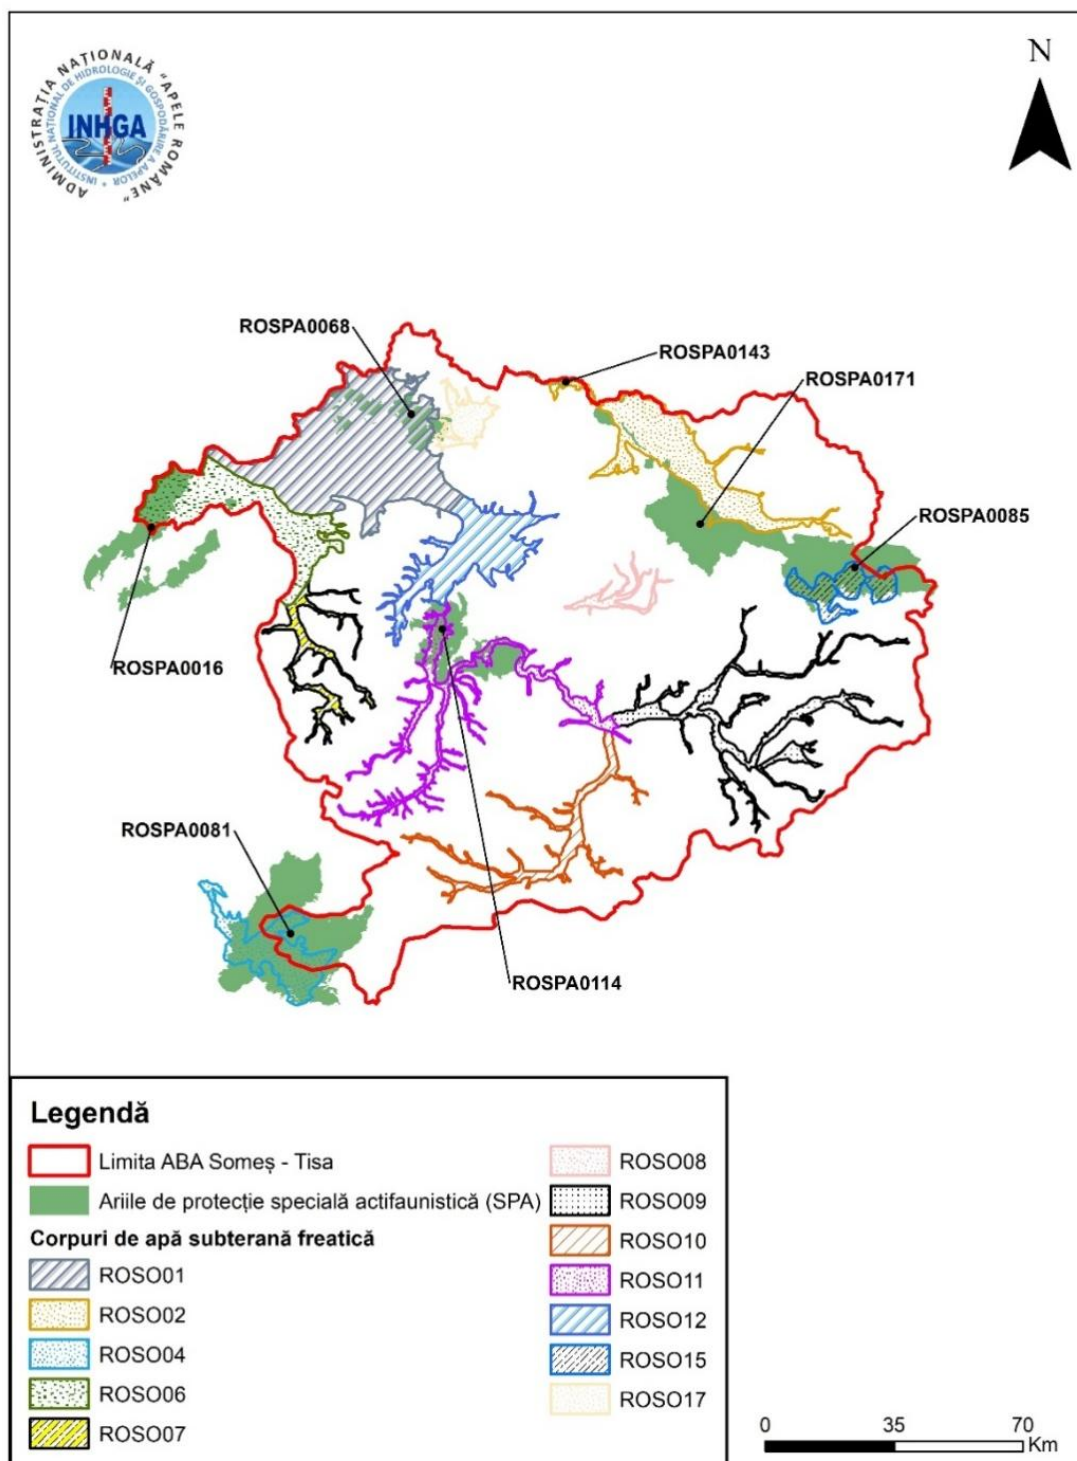 ADMINISTRAȚIA NAȚIONALĂ "APELE ROMÂNE"
INSTITUTUL NAȚIONAL DE HIDROLOGIE ȘI GOSPODĂRIRE A APELOR
INHGA
N
ROSPA0068
ROSPA0143
ROSPA0171
ROSPA0085
ROSPA0016
ROSPA0081
ROSPA0114
Legendă
Limita ABA Someș - Tisa
Ariile de protecție specială actifaunistică (SPA)
Corpuri de apă subterană freatică
ROSO01
ROSO02
ROSO04
ROSO06
ROSO07
ROSO08
ROSO09
ROSO10
ROSO11
ROSO12
ROSO15
ROSO17
0 35 70
Km